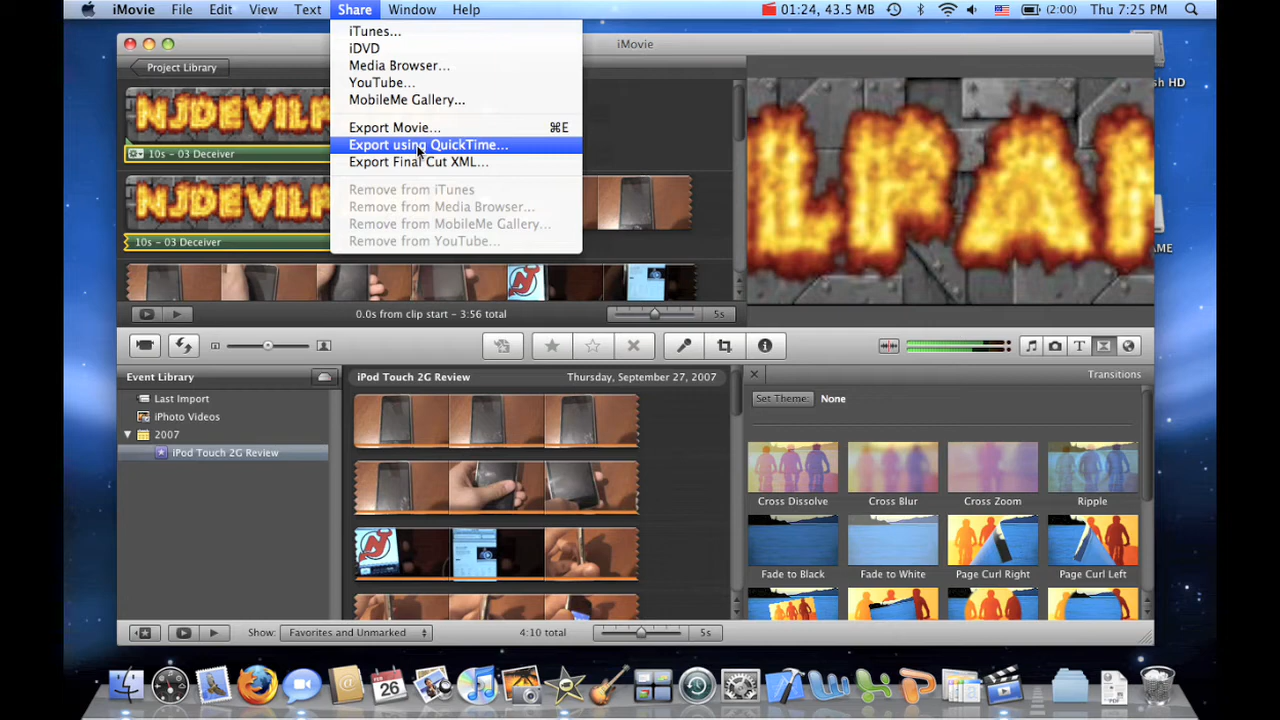 iMovie File Edit View Text Share Window Help 01:24, 43.5 MB (2:00) Thu 7:25 PM
iMovie
Project Library
iTunes...
iDVD
Media Browser...
YouTube...
MobileMe Gallery...
Export Movie... ⌘E
Export using QuickTime...
Export Final Cut XML...
Remove from iTunes
Remove from Media Browser...
Remove from MobileMe Gallery...
Remove from YouTube...
NJDEVILP
10s – 03 Deceiver
NJDEVILP
10s – 03 Deceiver
LPA
0.0s from clip start – 3:56 total
5s
Event Library
Last Import
iPhoto Videos
2007
iPod Touch 2G Review
iPod Touch 2G Review Thursday, September 27, 2007
Transitions
Set Theme: None
Cross Dissolve Cross Blur Cross Zoom Ripple
Fade to Black Fade to White Page Curl Right Page Curl Left
Show: Favorites and Unmarked 4:10 total 5s
FEB
26